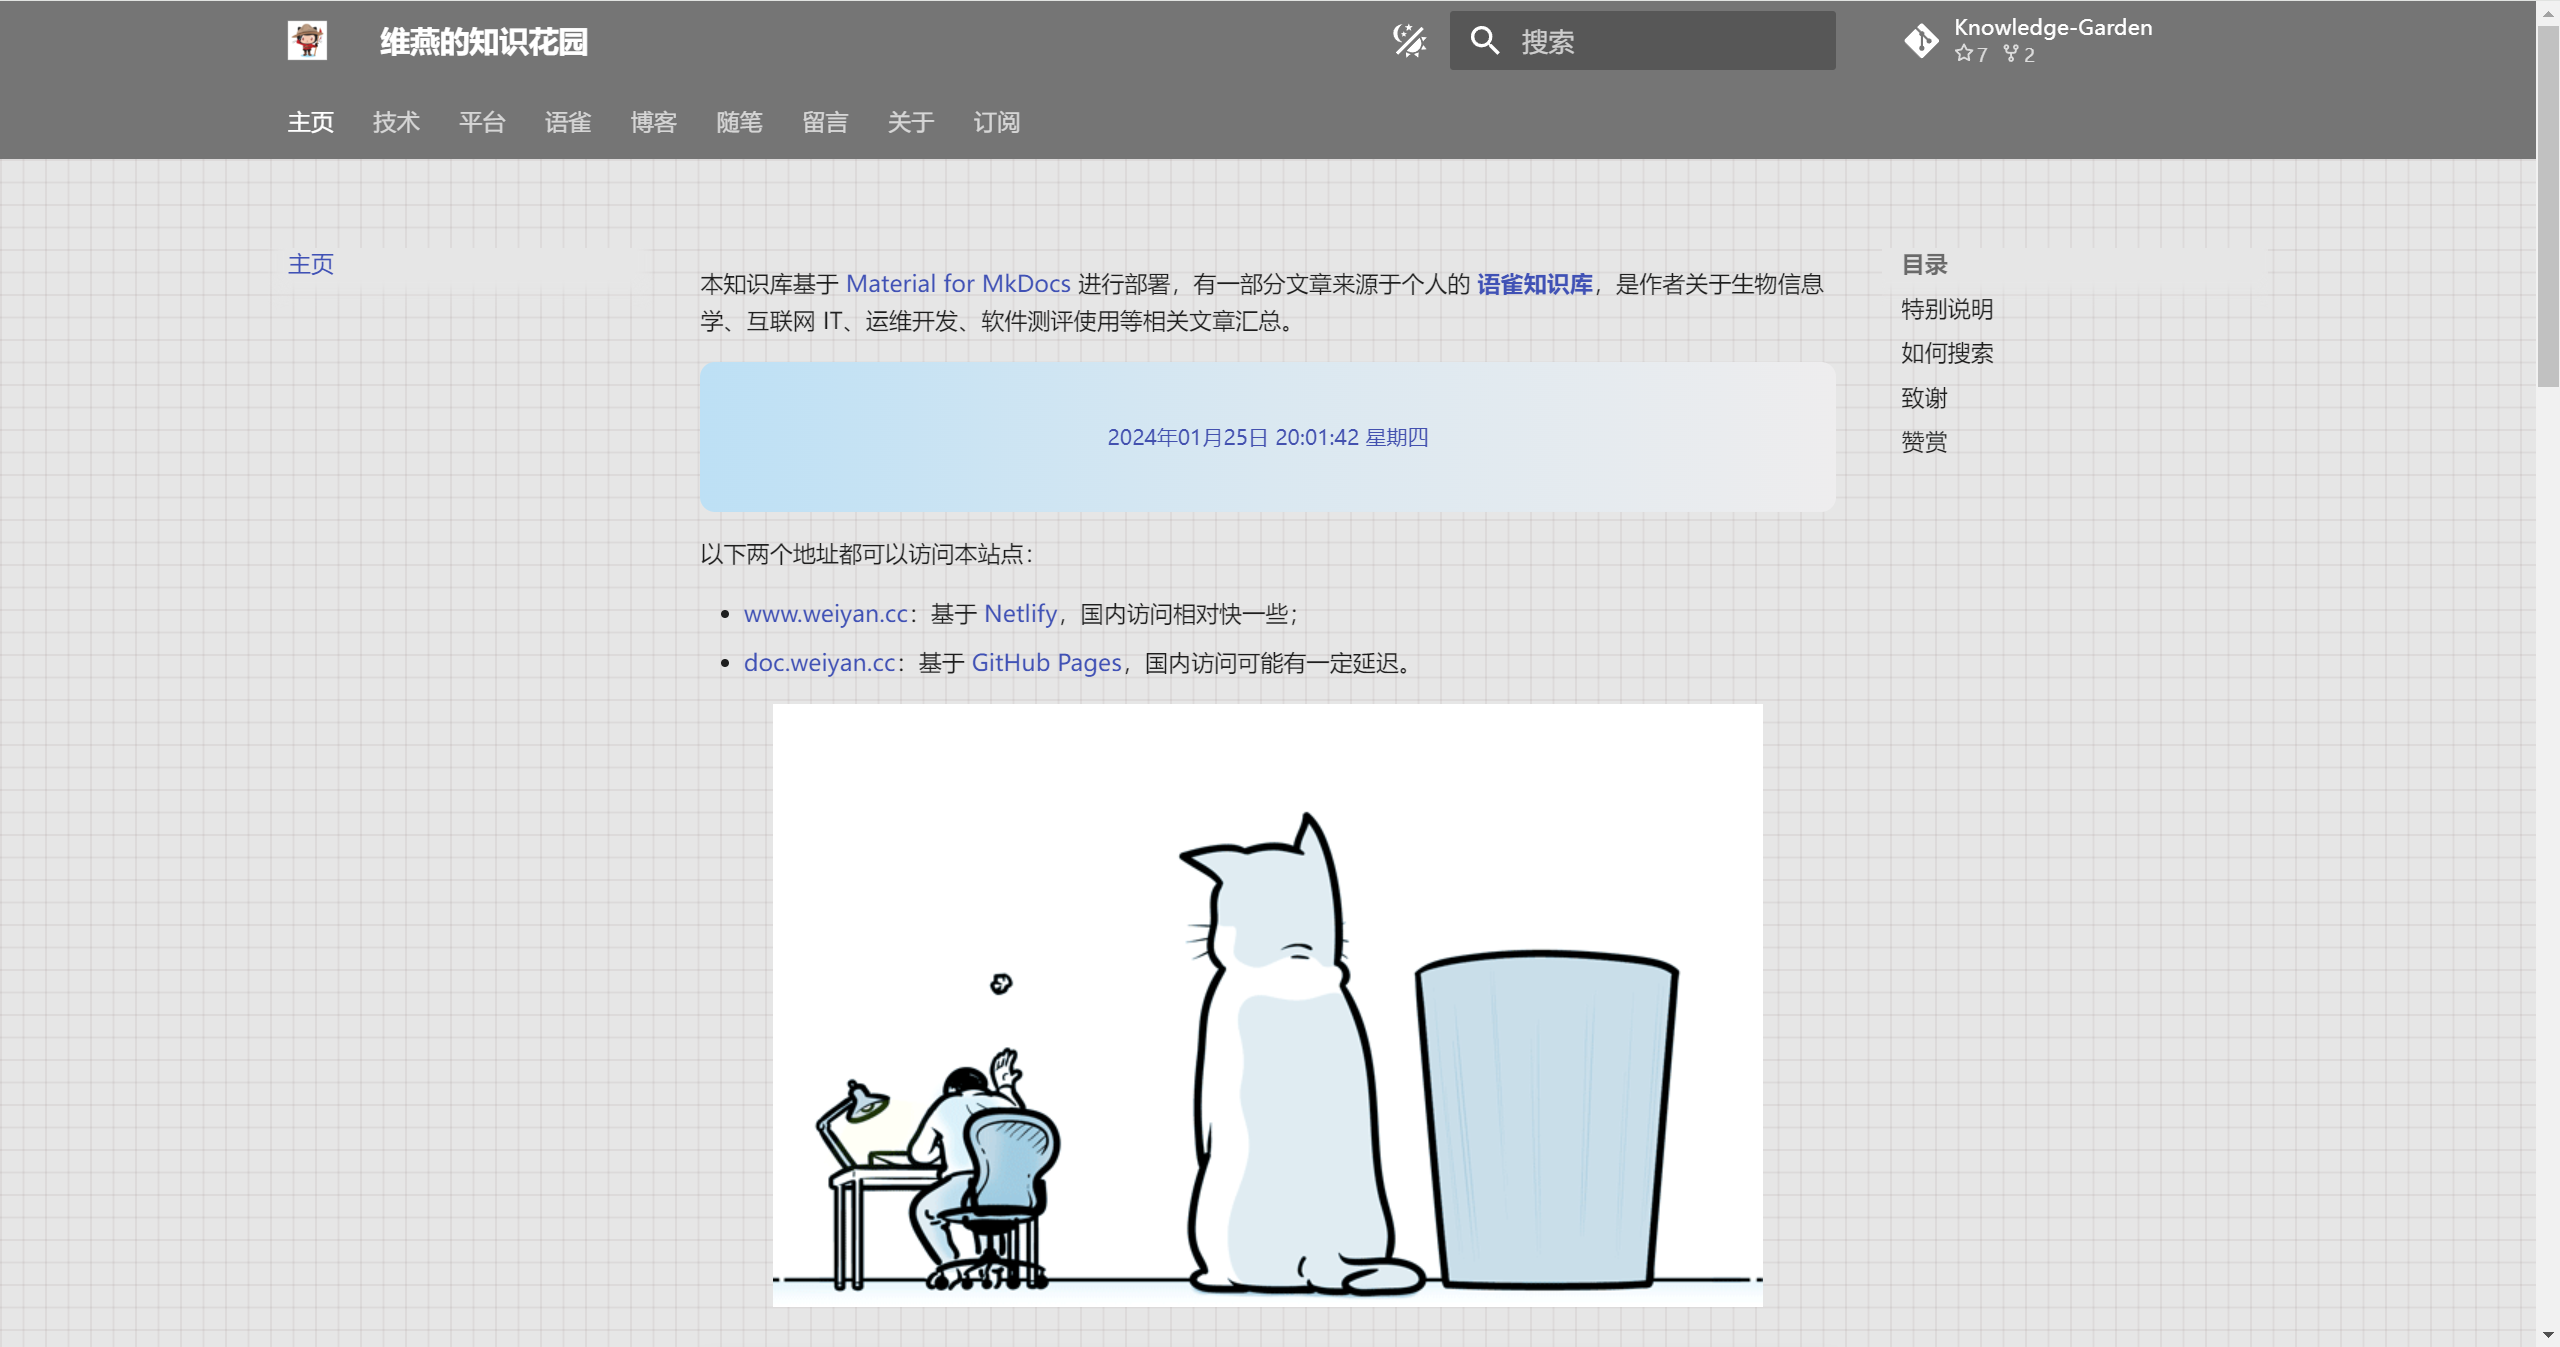 维燕的知识花园
搜索
Knowledge-Garden
7 2
主页 技术 平台 语雀 博客 随笔 留言 关于 订阅
主页
本知识库基于 Material for MkDocs 进行部署，有一部分文章来源于个人的 语雀知识库，是作者关于生物信息
学、互联网 IT、运维开发、软件测评使用等相关文章汇总。
2024年01月25日 20:01:42 星期四
以下两个地址都可以访问本站点：
www.weiyan.cc：基于 Netlify，国内访问相对快一些；
doc.weiyan.cc：基于 GitHub Pages，国内访问可能有一定延迟。
目录
特别说明
如何搜索
致谢
赞赏